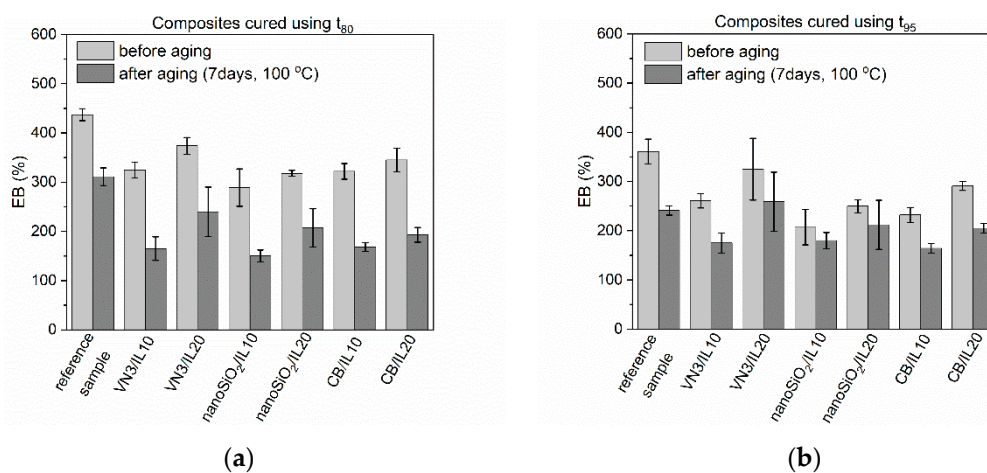 Composites cured using t80
600
500
400
300
200
100
0
EB (%)
before aging
after aging (7days, 100 °C)
reference
sample
VN3/IL10
VN3/IL20
nanoSiO2/IL10
nanoSiO2/IL20
CB/IL10
CB/IL20
(a)
Composites cured using t95
600
500
400
300
200
100
0
EB (%)
before aging
after aging (7days, 100 °C)
reference
sample
VN3/IL10
VN3/IL20
nanoSiO2/IL10
nanoSiO2/IL20
CB/IL10
CB/IL20
(b)